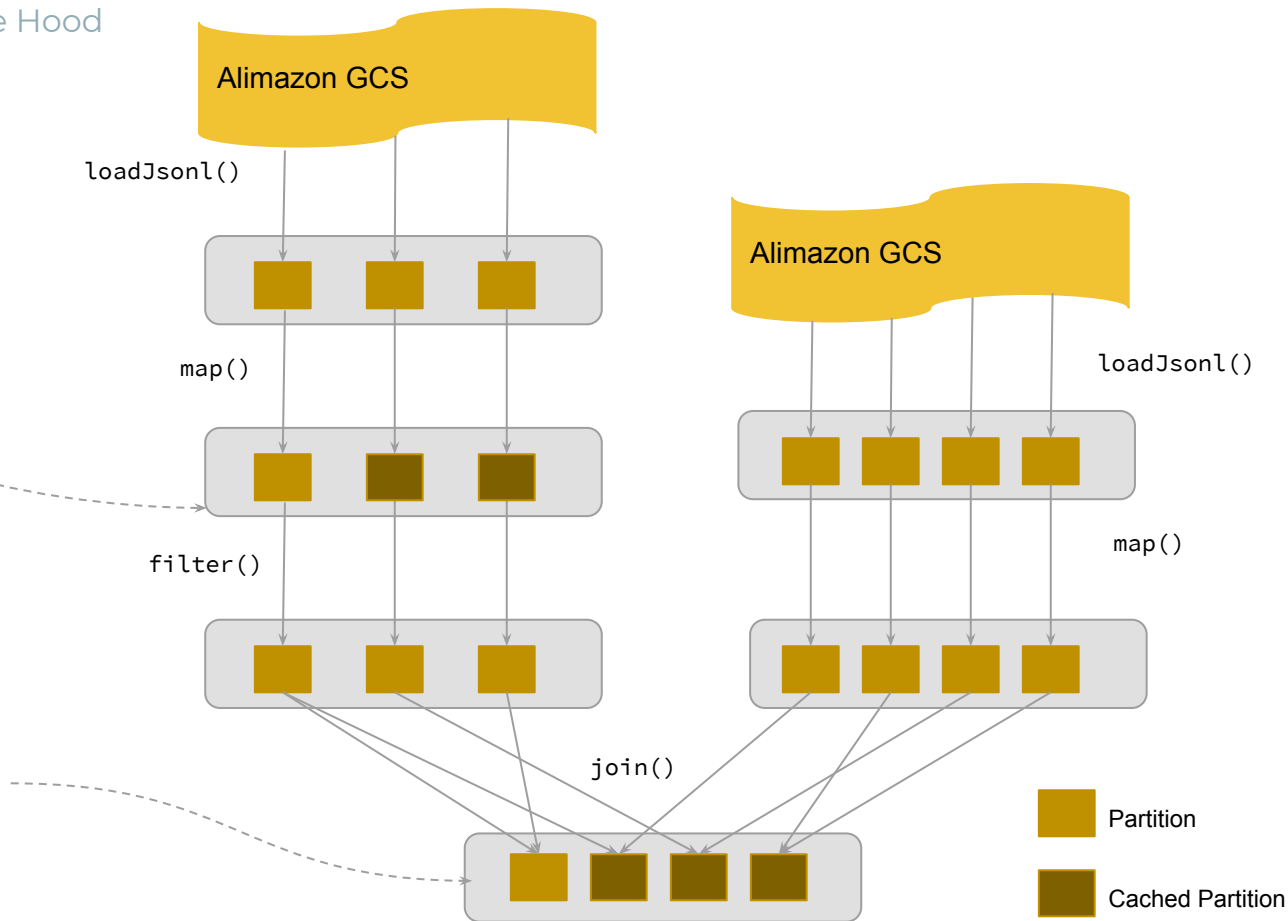 e Hood
Alimazon GCS
loadJsonl()
Alimazon GCS
map()
loadJsonl()
filter()
map()
join()
Partition
Cached Partition